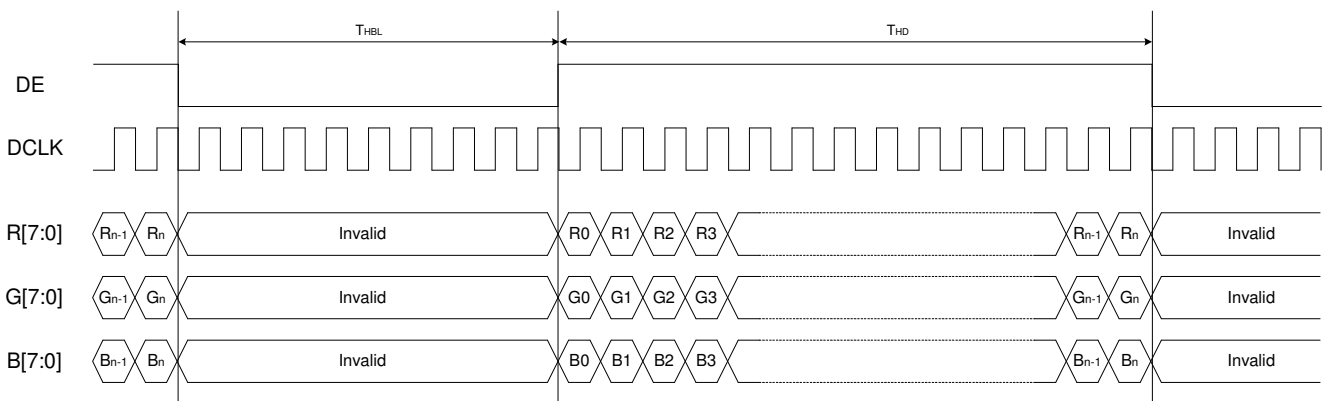 THBL THD
DE
DCLK
R[7:0] Rn-1 Rn Invalid R0 R1 R2 R3 Rn-1 Rn Invalid
G[7:0] Gn-1 Gn Invalid G0 G1 G2 G3 Gn-1 Gn Invalid
B[7:0] Bn-1 Bn Invalid B0 B1 B2 B3 Bn-1 Bn Invalid